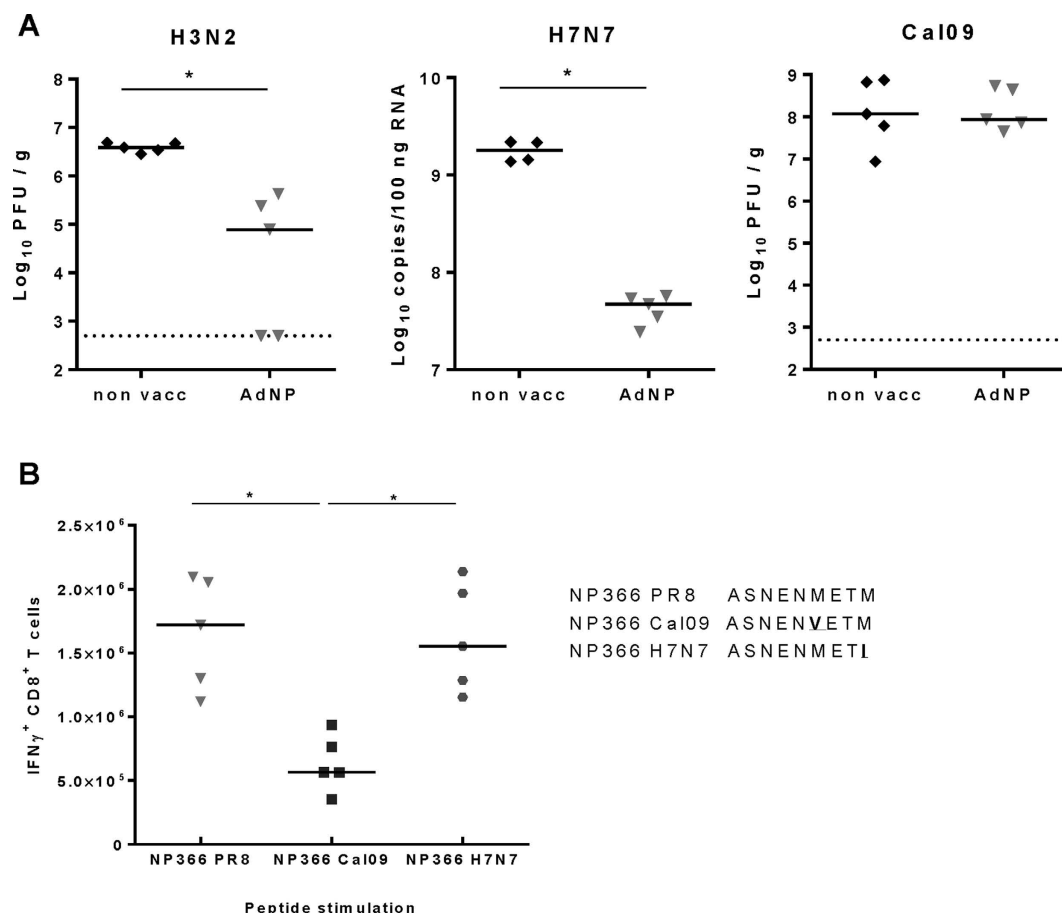 A
H3N2
H7N7
Cal09
*
*
Log10 PFU / g
8
7
6
5
4
3
2
non vacc
AdNP
Log10 copies/100 ng RNA
10
9
8
7
non vacc
AdNP
Log10 PFU / g
9
8
7
6
5
4
3
2
non vacc
AdNP
B
*
*
IFNγ+ CD8+ T cells
2.5×10^6
2.0×10^6
1.5×10^6
1.0×10^6
5.0×10^5
0
NP366 PR8
NP366 Cal09
NP366 H7N7
Peptide stimulation
NP366 PR8 ASNENMETM
NP366 Cal09 ASNENVETM
NP366 H7N7 ASNENMETI